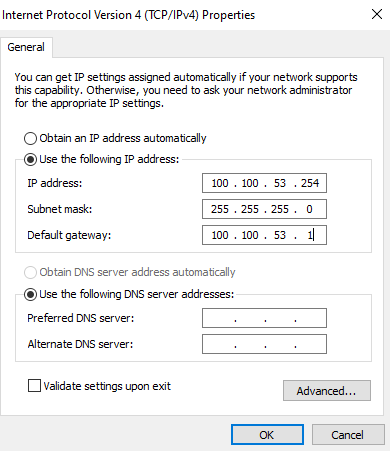 Internet Protocol Version 4 (TCP/IPv4) Properties
General
You can get IP settings assigned automatically if your network supports
this capability. Otherwise, you need to ask your network administrator
for the appropriate IP settings.
Obtain an IP address automatically
Use the following IP address:
IP address: 100 . 100 . 53 . 254
Subnet mask: 255 . 255 . 255 . 0
Default gateway: 100 . 100 . 53 . 1
Obtain DNS server address automatically
Use the following DNS server addresses:
Preferred DNS server: . . .
Alternate DNS server: . . .
Validate settings upon exit
Advanced...
OK Cancel